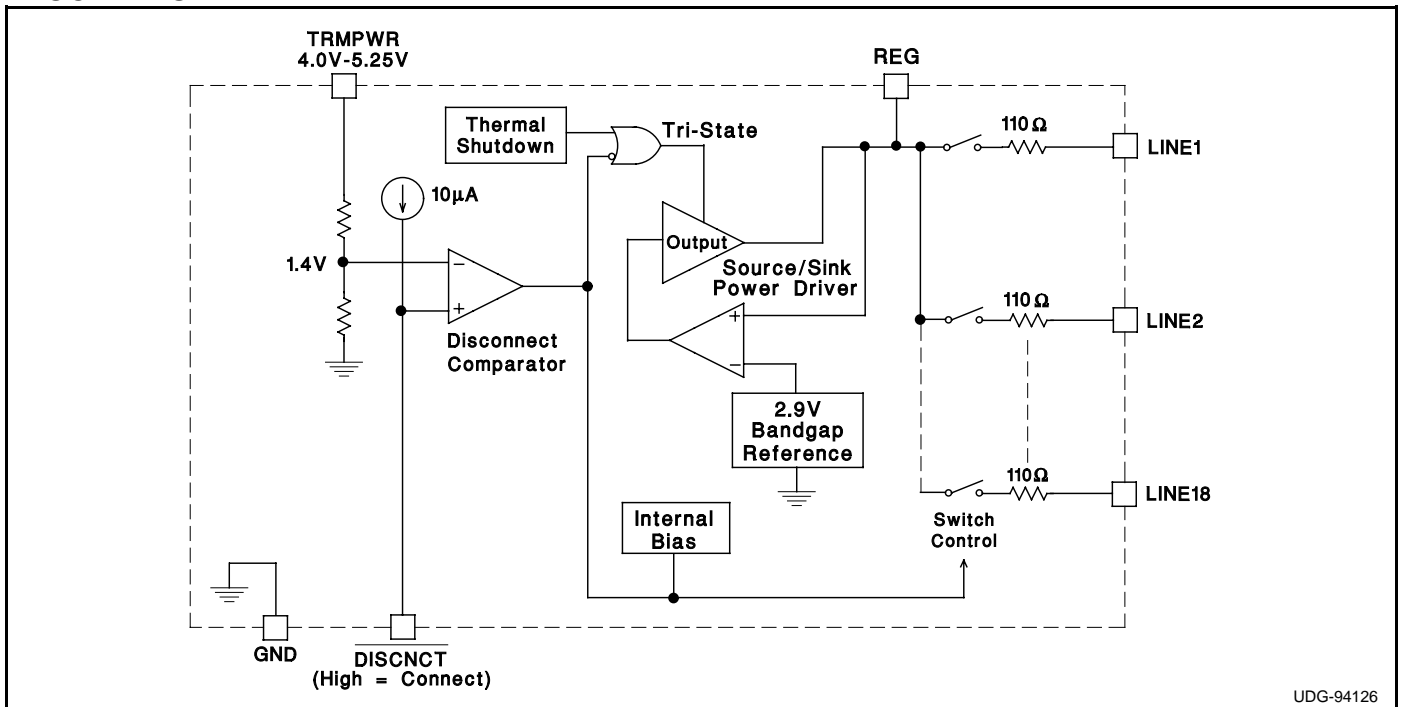 TRMPWR
4.0V-5.25V
REG
Thermal
Shutdown
Tri-State
110Ω
LINE1
10µA
Output
1.4V
−
+
Source/Sink
Power Driver
Disconnect
Comparator
+
−
110Ω
LINE2
2.9V
Bandgap
Reference
110Ω
LINE18
Internal
Bias
Switch
Control
GND
DISCNCT
(High = Connect)
UDG-94126